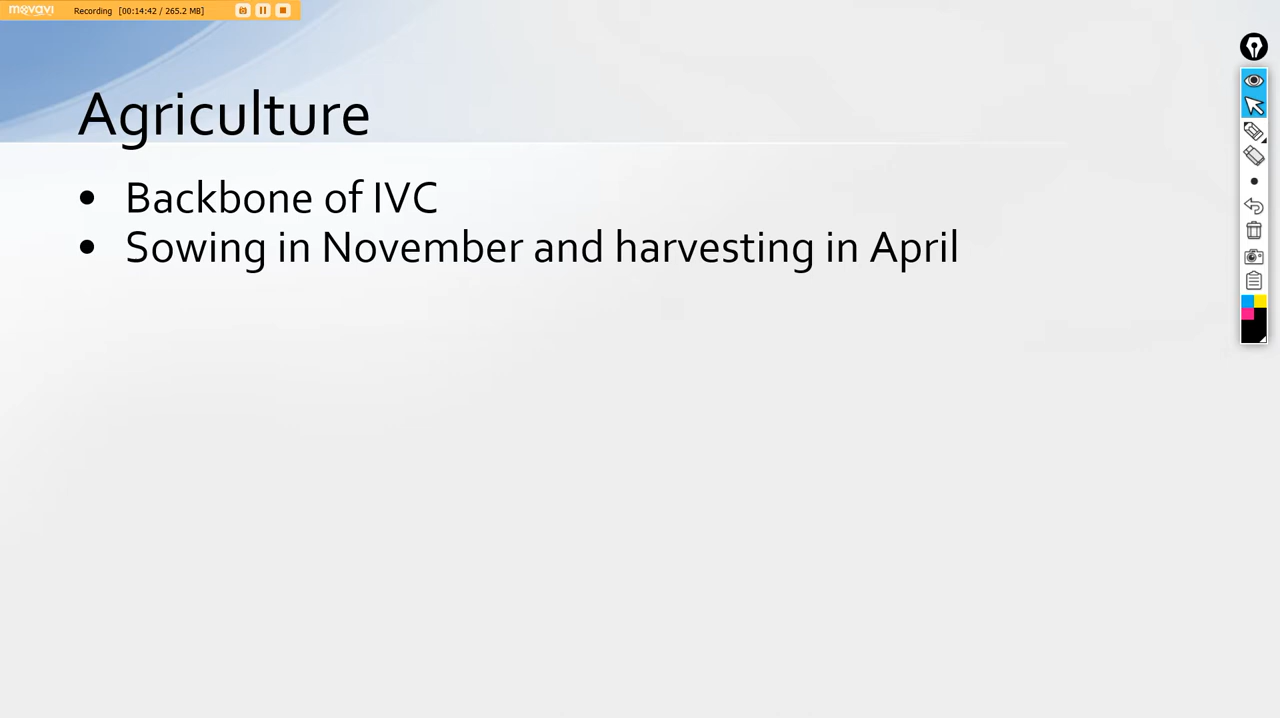 movavi Recording [00:14:42 / 265.2 MB]
Agriculture
• Backbone of IVC
• Sowing in November and harvesting in April